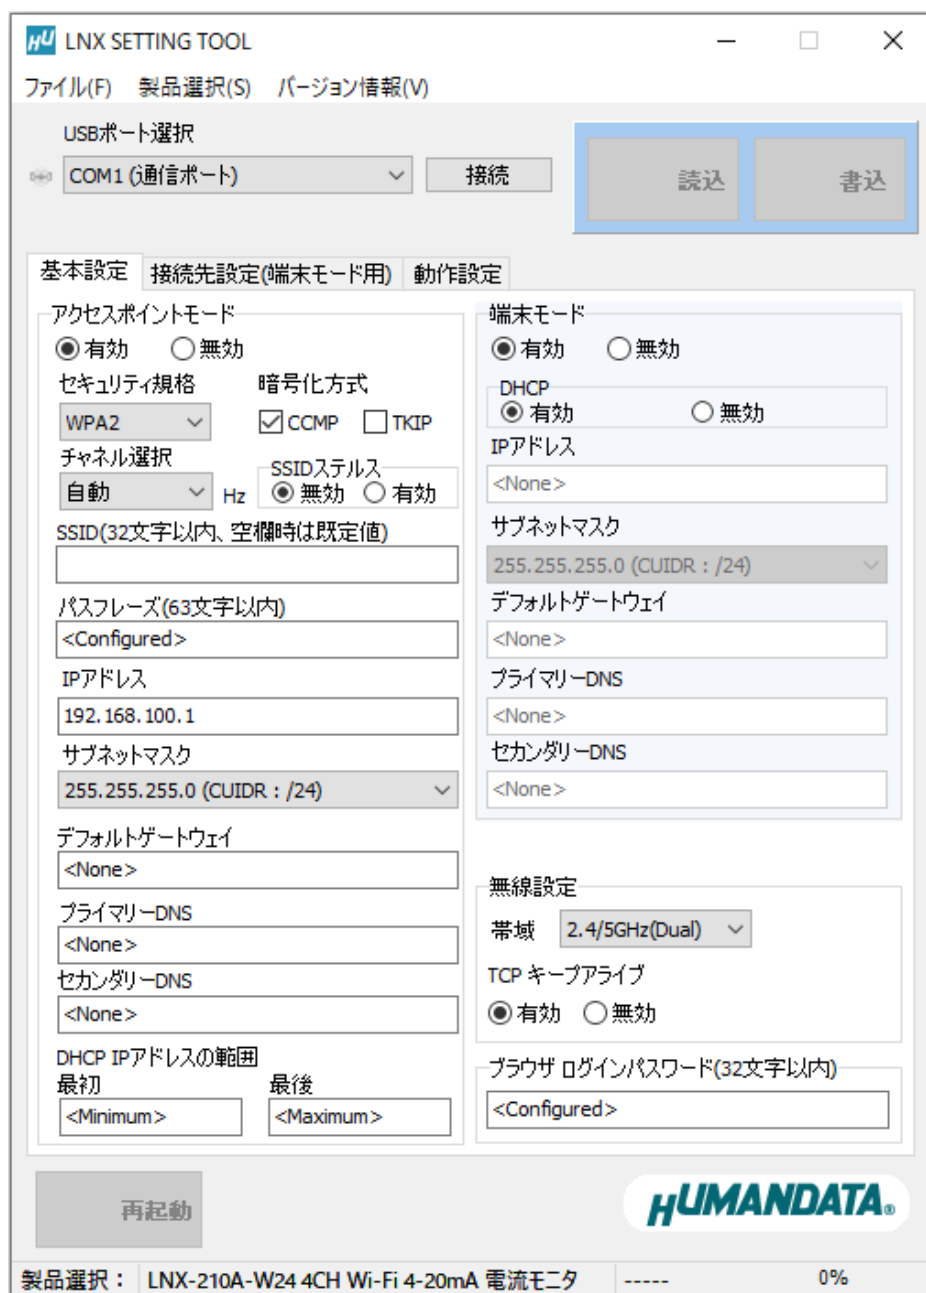 HU LNX SETTING TOOL
ファイル(F) 製品選択(S) バージョン情報(V)
USBポート選択
COM1 (通信ポート) 接続 読込 書込
基本設定 接続先設定(端末モード用) 動作設定
アクセスポイントモード
有効 無効
セキュリティ規格 暗号化方式
WPA2 CCMP TKIP
チャネル選択
自動 Hz
SSIDステルス
無効 有効
SSID(32文字以内、空欄時は既定値)
パスフレーズ(63文字以内)
<Configured>
IPアドレス
192.168.100.1
サブネットマスク
255.255.255.0 (CUIDR : /24)
デフォルトゲートウェイ
<None>
プライマリーDNS
<None>
セカンダリーDNS
<None>
DHCP IPアドレスの範囲
最初 最後
<Minimum> <Maximum>
端末モード
有効 無効
DHCP
有効 無効
IPアドレス
<None>
サブネットマスク
255.255.255.0 (CUIDR : /24)
デフォルトゲートウェイ
<None>
プライマリーDNS
<None>
セカンダリーDNS
<None>
無線設定
帯域 2.4/5GHz(Dual)
TCP キープアライブ
有効 無効
ブラウザ ログインパスワード(32文字以内)
<Configured>
再起動 HUMANDATA®
製品選択： LNX-210A-W24 4CH Wi-Fi 4-20mA 電流モニタ ----- 0%